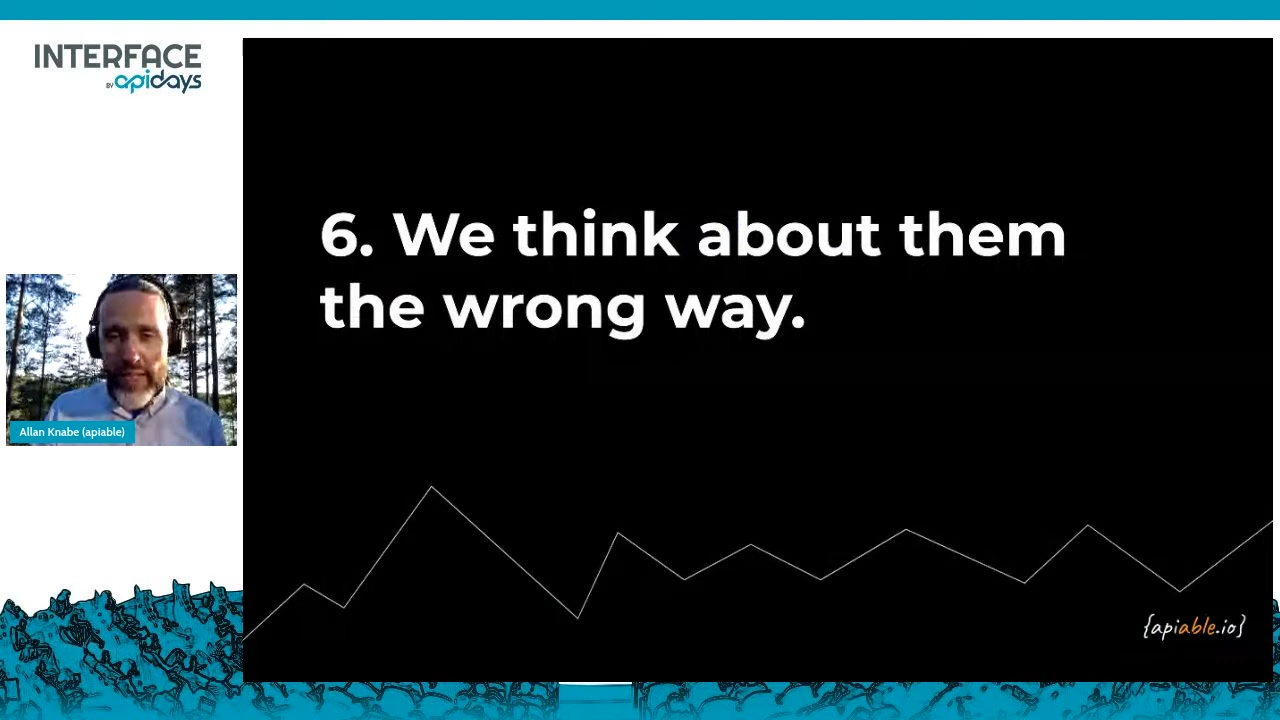 INTERFACE
BY apidays
6. We think about them
the wrong way.
Allan Knabe (apiable)
{apiable.io}